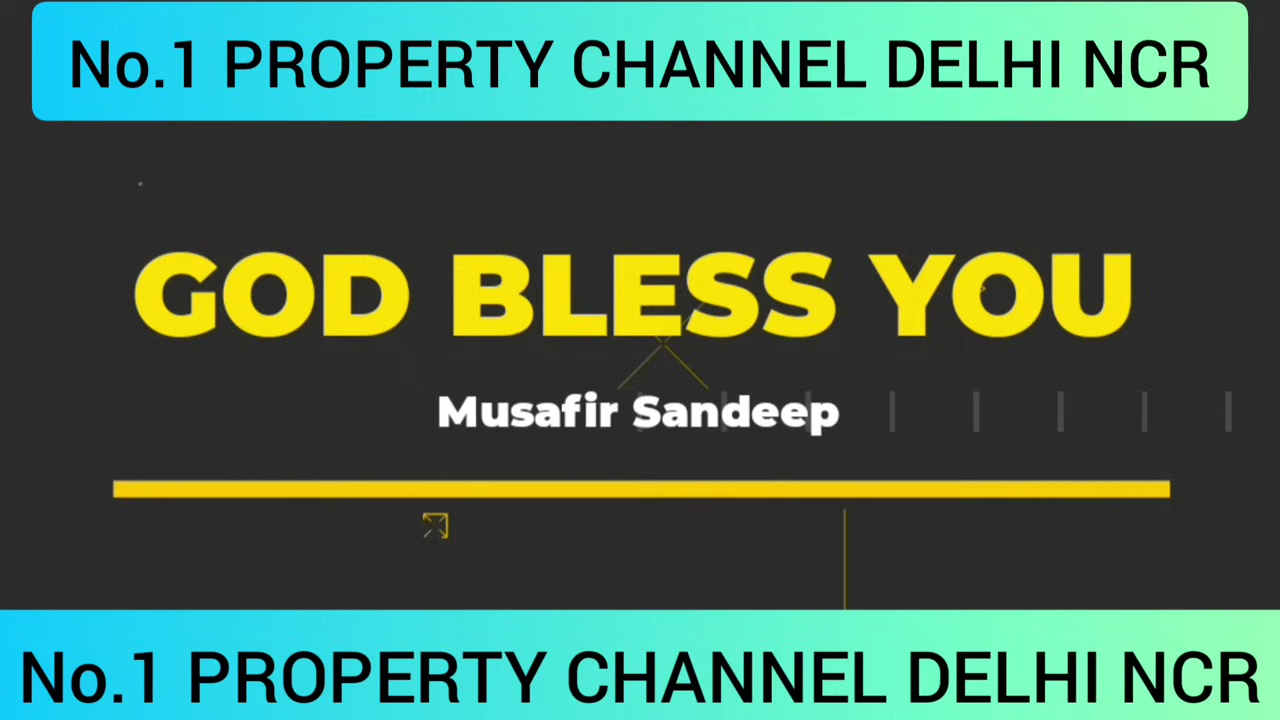 No.1 PROPERTY CHANNEL DELHI NCR
GOD BLESS YOU
Musafir Sandeep
No.1 PROPERTY CHANNEL DELHI NCR